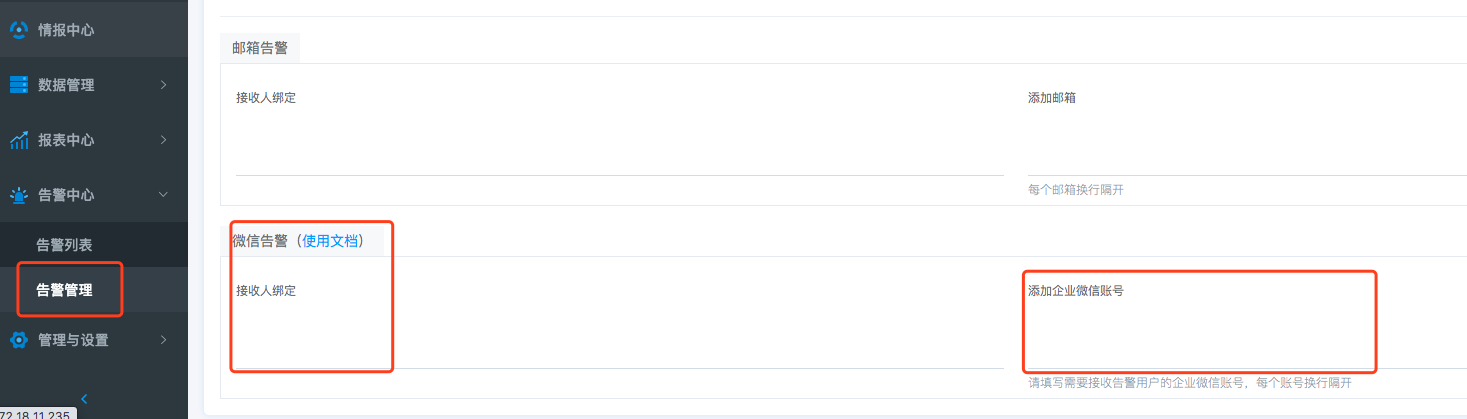 情报中心
数据管理
报表中心
告警中心
告警列表
告警管理
管理与设置
72.18.11.235
邮箱告警
接收人绑定
添加邮箱
每个邮箱换行隔开
微信告警（使用文档）
接收人绑定
添加企业微信账号
请填写需要接收告警用户的企业微信账号，每个账号换行隔开